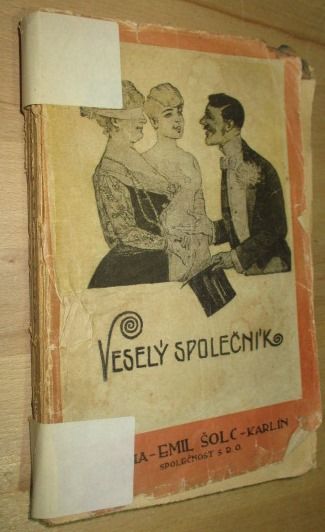 VESELÝ SPOLEČNÍK
EMIL ŠOLC-KARLÍN
SPOLEČNOST S R.O.